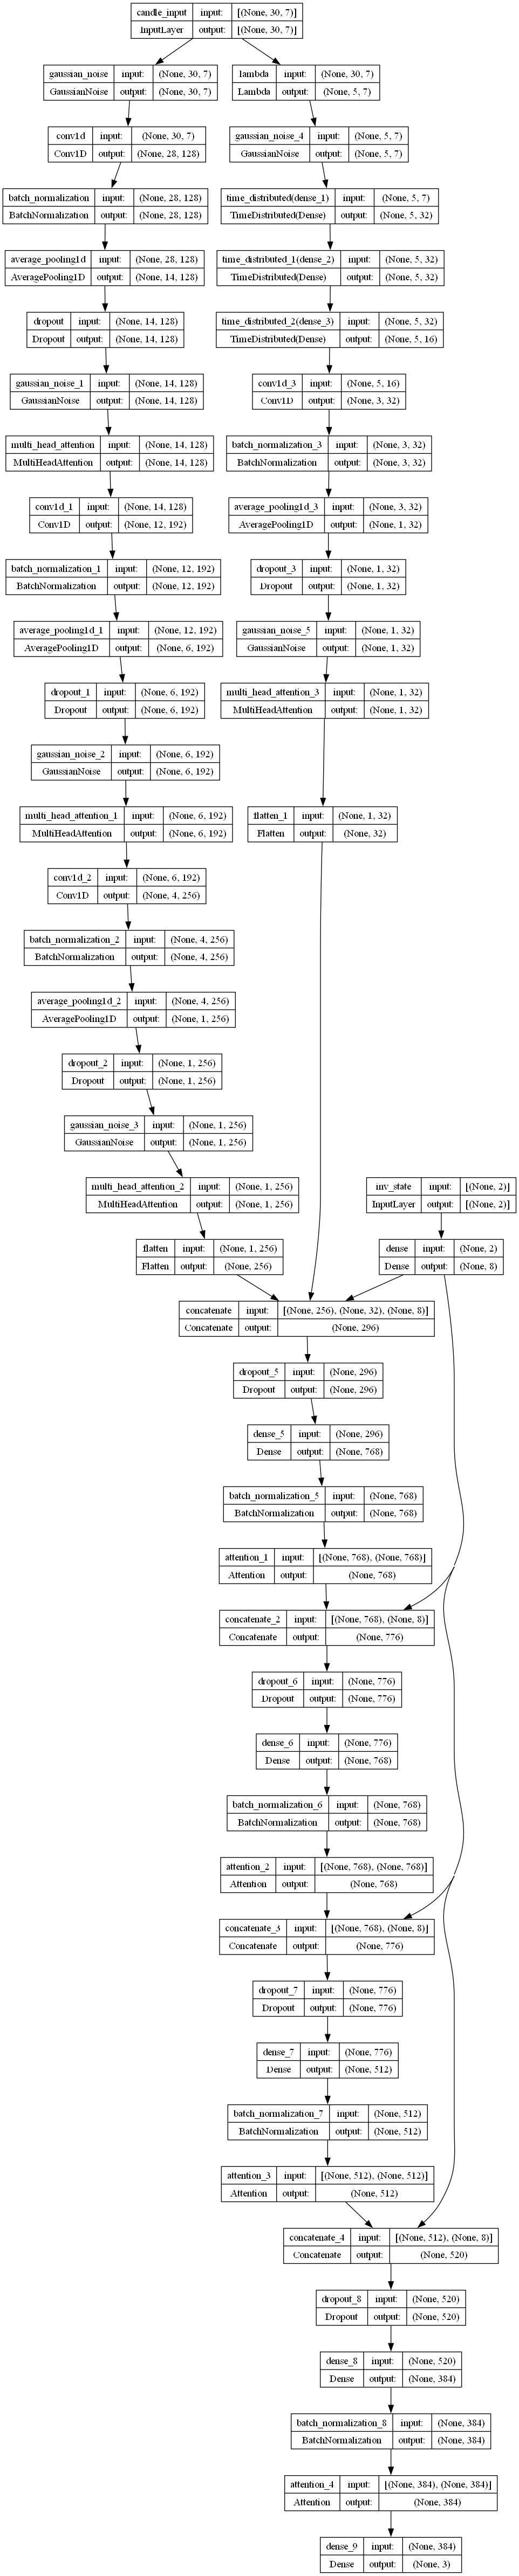 candle_input input: [(None, 30, 7)]
InputLayer output: [(None, 30, 7)]
gaussian_noise input: (None, 30, 7)
GaussianNoise output: (None, 30, 7)
lambda input: (None, 30, 7)
Lambda output: (None, 5, 7)
conv1d input: (None, 30, 7)
Conv1D output: (None, 28, 128)
gaussian_noise_4 input: (None, 5, 7)
GaussianNoise output: (None, 5, 7)
batch_normalization input: (None, 28, 128)
BatchNormalization output: (None, 28, 128)
time_distributed(dense_1) input: (None, 5, 7)
TimeDistributed(Dense) output: (None, 5, 32)
average_pooling1d input: (None, 28, 128)
AveragePooling1D output: (None, 14, 128)
time_distributed_1(dense_2) input: (None, 5, 32)
TimeDistributed(Dense) output: (None, 5, 32)
dropout input: (None, 14, 128)
Dropout output: (None, 14, 128)
time_distributed_2(dense_3) input: (None, 5, 32)
TimeDistributed(Dense) output: (None, 5, 16)
gaussian_noise_1 input: (None, 14, 128)
GaussianNoise output: (None, 14, 128)
conv1d_3 input: (None, 5, 16)
Conv1D output: (None, 3, 32)
multi_head_attention input: (None, 14, 128)
MultiHeadAttention output: (None, 14, 128)
batch_normalization_3 input: (None, 3, 32)
BatchNormalization output: (None, 3, 32)
conv1d_1 input: (None, 14, 128)
Conv1D output: (None, 12, 192)
average_pooling1d_3 input: (None, 3, 32)
AveragePooling1D output: (None, 1, 32)
batch_normalization_1 input: (None, 12, 192)
BatchNormalization output: (None, 12, 192)
dropout_3 input: (None, 1, 32)
Dropout output: (None, 1, 32)
average_pooling1d_1 input: (None, 12, 192)
AveragePooling1D output: (None, 6, 192)
gaussian_noise_5 input: (None, 1, 32)
GaussianNoise output: (None, 1, 32)
dropout_1 input: (None, 6, 192)
Dropout output: (None, 6, 192)
multi_head_attention_3 input: (None, 1, 32)
MultiHeadAttention output: (None, 1, 32)
gaussian_noise_2 input: (None, 6, 192)
GaussianNoise output: (None, 6, 192)
multi_head_attention_1 input: (None, 6, 192)
MultiHeadAttention output: (None, 6, 192)
flatten_1 input: (None, 1, 32)
Flatten output: (None, 32)
conv1d_2 input: (None, 6, 192)
Conv1D output: (None, 4, 256)
batch_normalization_2 input: (None, 4, 256)
BatchNormalization output: (None, 4, 256)
average_pooling1d_2 input: (None, 4, 256)
AveragePooling1D output: (None, 1, 256)
dropout_2 input: (None, 1, 256)
Dropout output: (None, 1, 256)
gaussian_noise_3 input: (None, 1, 256)
GaussianNoise output: (None, 1, 256)
multi_head_attention_2 input: (None, 1, 256)
MultiHeadAttention output: (None, 1, 256)
inv_state input: [(None, 2)]
InputLayer output: [(None, 2)]
flatten input: (None, 1, 256)
Flatten output: (None, 256)
dense input: (None, 2)
Dense output: (None, 8)
concatenate input: [(None, 256), (None, 32), (None, 8)]
Concatenate output: (None, 296)
dropout_5 input: (None, 296)
Dropout output: (None, 296)
dense_5 input: (None, 296)
Dense output: (None, 768)
batch_normalization_5 input: (None, 768)
BatchNormalization output: (None, 768)
attention_1 input: [(None, 768), (None, 768)]
Attention output: (None, 768)
concatenate_2 input: [(None, 768), (None, 8)]
Concatenate output: (None, 776)
dropout_6 input: (None, 776)
Dropout output: (None, 776)
dense_6 input: (None, 776)
Dense output: (None, 768)
batch_normalization_6 input: (None, 768)
BatchNormalization output: (None, 768)
attention_2 input: [(None, 768), (None, 768)]
Attention output: (None, 768)
concatenate_3 input: [(None, 768), (None, 8)]
Concatenate output: (None, 776)
dropout_7 input: (None, 776)
Dropout output: (None, 776)
dense_7 input: (None, 776)
Dense output: (None, 512)
batch_normalization_7 input: (None, 512)
BatchNormalization output: (None, 512)
attention_3 input: [(None, 512), (None, 512)]
Attention output: (None, 512)
concatenate_4 input: [(None, 512), (None, 8)]
Concatenate output: (None, 520)
dropout_8 input: (None, 520)
Dropout output: (None, 520)
dense_8 input: (None, 520)
Dense output: (None, 384)
batch_normalization_8 input: (None, 384)
BatchNormalization output: (None, 384)
attention_4 input: [(None, 384), (None, 384)]
Attention output: (None, 384)
dense_9 input: (None, 384)
Dense output: (None, 3)